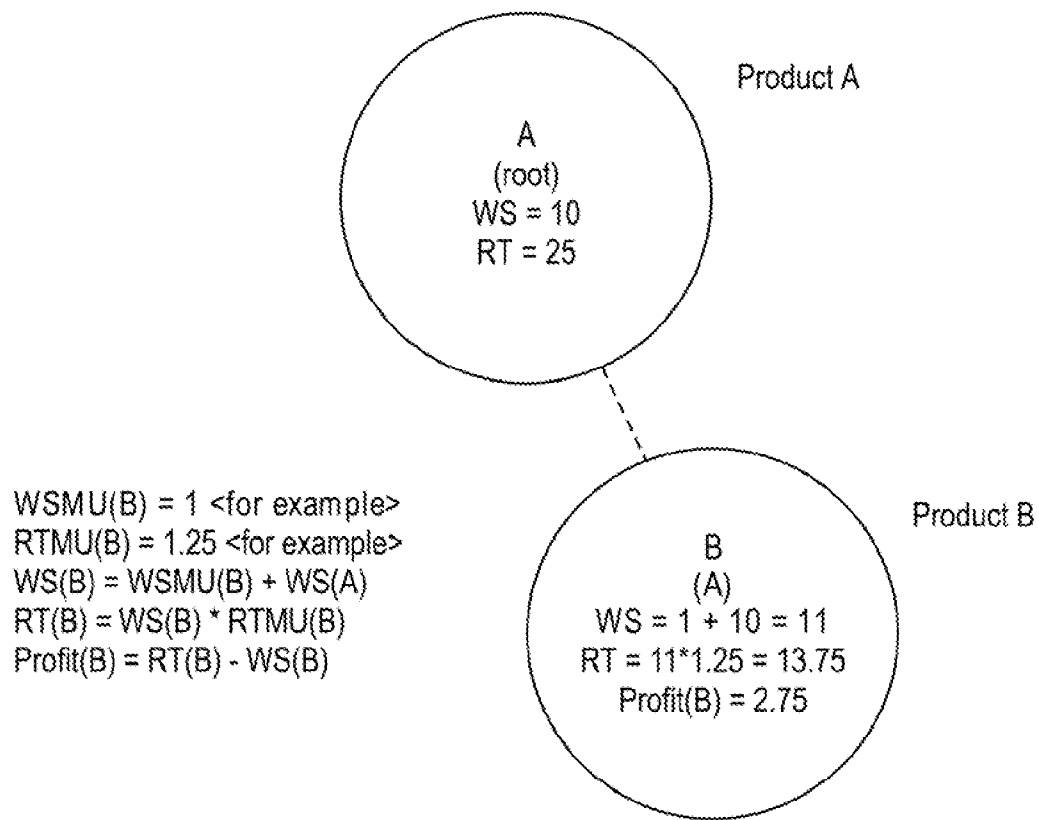 Product A
A
(root)
WS = 10
RT = 25
WSMU(B) = 1 <for example>
RTMU(B) = 1.25 <for example>
WS(B) = WSMU(B) + WS(A)
RT(B) = WS(B) * RTMU(B)
Profit(B) = RT(B) - WS(B)
Product B
B
(A)
WS = 1 + 10 = 11
RT = 11*1.25 = 13.75
Profit(B) = 2.75